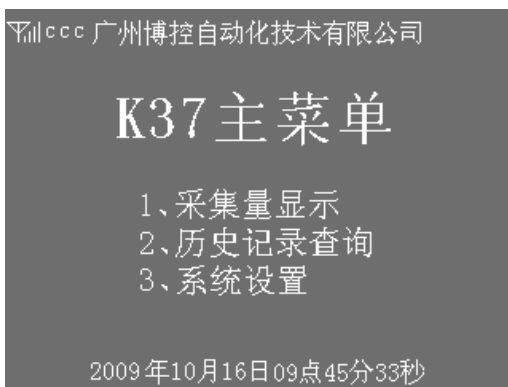 ccc 广州博控自动化技术有限公司
K37主菜单
1、采集量显示
2、历史记录查询
3、系统设置
2009年10月16日09点45分33秒